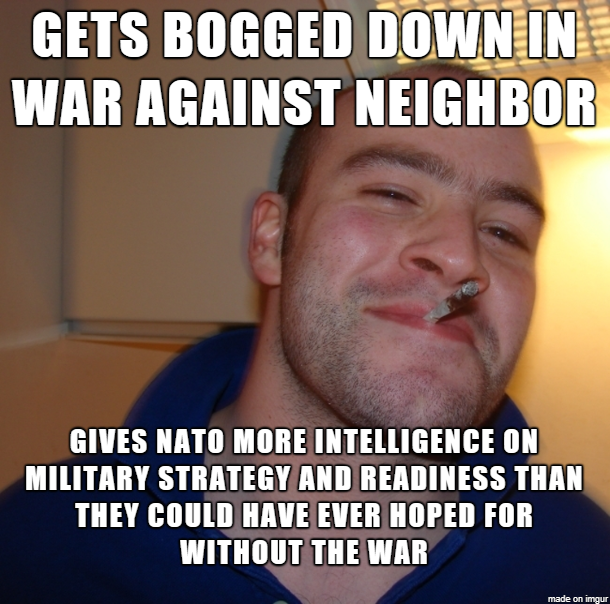 GETS BOGGED DOWN IN
WAR AGAINST NEIGHBOR
GIVES NATO MORE INTELLIGENCE ON
MILITARY STRATEGY AND READINESS THAN
THEY COULD HAVE EVER HOPED FOR
WITHOUT THE WAR
made on imgur